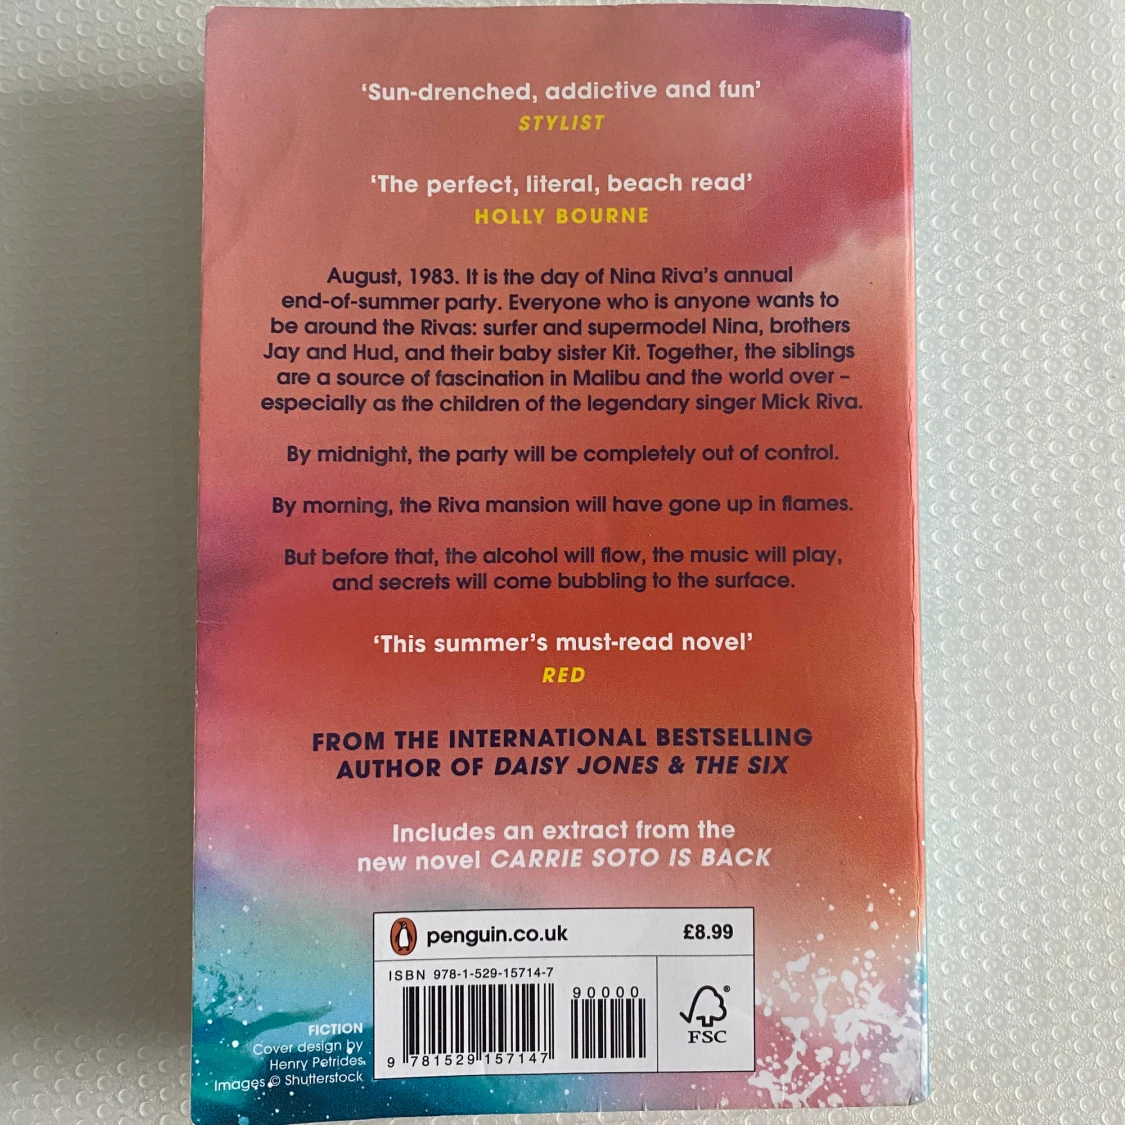 ‘Sun-drenched, addictive and fun’
STYLIST
‘The perfect, literal, beach read’
HOLLY BOURNE
August, 1983. It is the day of Nina Riva’s annual
end-of-summer party. Everyone who is anyone wants to
be around the Rivas: surfer and supermodel Nina, brothers
Jay and Hud, and their baby sister Kit. Together, the siblings
are a source of fascination in Malibu and the world over –
especially as the children of the legendary singer Mick Riva.
By midnight, the party will be completely out of control.
By morning, the Riva mansion will have gone up in flames.
But before that, the alcohol will flow, the music will play,
and secrets will come bubbling to the surface.
‘This summer’s must-read novel’
RED
FROM THE INTERNATIONAL BESTSELLING
AUTHOR OF DAISY JONES & THE SIX
Includes an extract from the
new novel CARRIE SOTO IS BACK
penguin.co.uk £8.99
ISBN 978-1-529-15714-7
90000
9 781529 157147
FSC®
FICTION
Cover design by
Henry Petrides
Images © Shutterstock